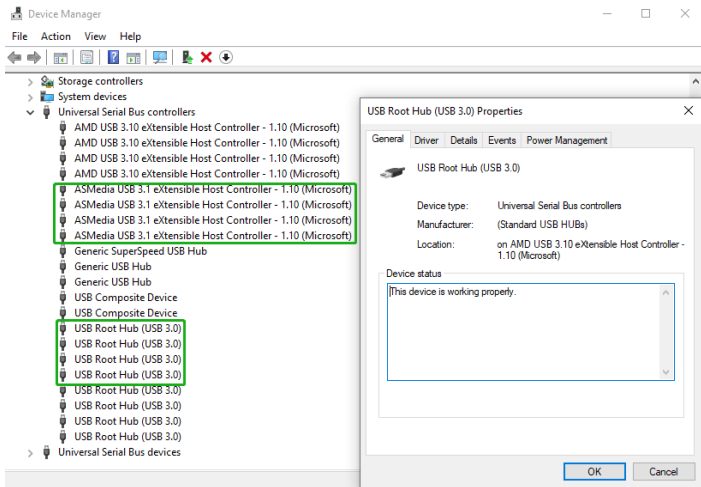 Device Manager
File Action View Help
Storage controllers
System devices
Universal Serial Bus controllers
AMD USB 3.10 eXtensible Host Controller - 1.10 (Microsoft)
AMD USB 3.10 eXtensible Host Controller - 1.10 (Microsoft)
AMD USB 3.10 eXtensible Host Controller - 1.10 (Microsoft)
AMD USB 3.10 eXtensible Host Controller - 1.10 (Microsoft)
ASMedia USB 3.1 eXtensible Host Controller - 1.10 (Microsoft)
ASMedia USB 3.1 eXtensible Host Controller - 1.10 (Microsoft)
ASMedia USB 3.1 eXtensible Host Controller - 1.10 (Microsoft)
ASMedia USB 3.1 eXtensible Host Controller - 1.10 (Microsoft)
Generic SuperSpeed USB Hub
Generic USB Hub
Generic USB Hub
USB Composite Device
USB Composite Device
USB Root Hub (USB 3.0)
USB Root Hub (USB 3.0)
USB Root Hub (USB 3.0)
USB Root Hub (USB 3.0)
USB Root Hub (USB 3.0)
USB Root Hub (USB 3.0)
USB Root Hub (USB 3.0)
USB Root Hub (USB 3.0)
Universal Serial Bus devices
USB Root Hub (USB 3.0) Properties
General Driver Details Events Power Management
USB Root Hub (USB 3.0)
Device type: Universal Serial Bus controllers
Manufacturer: (Standard USB HUBs)
Location: on AMD USB 3.10 eXtensible Host Controller -
1.10 (Microsoft)
Device status
This device is working properly.
OK Cancel